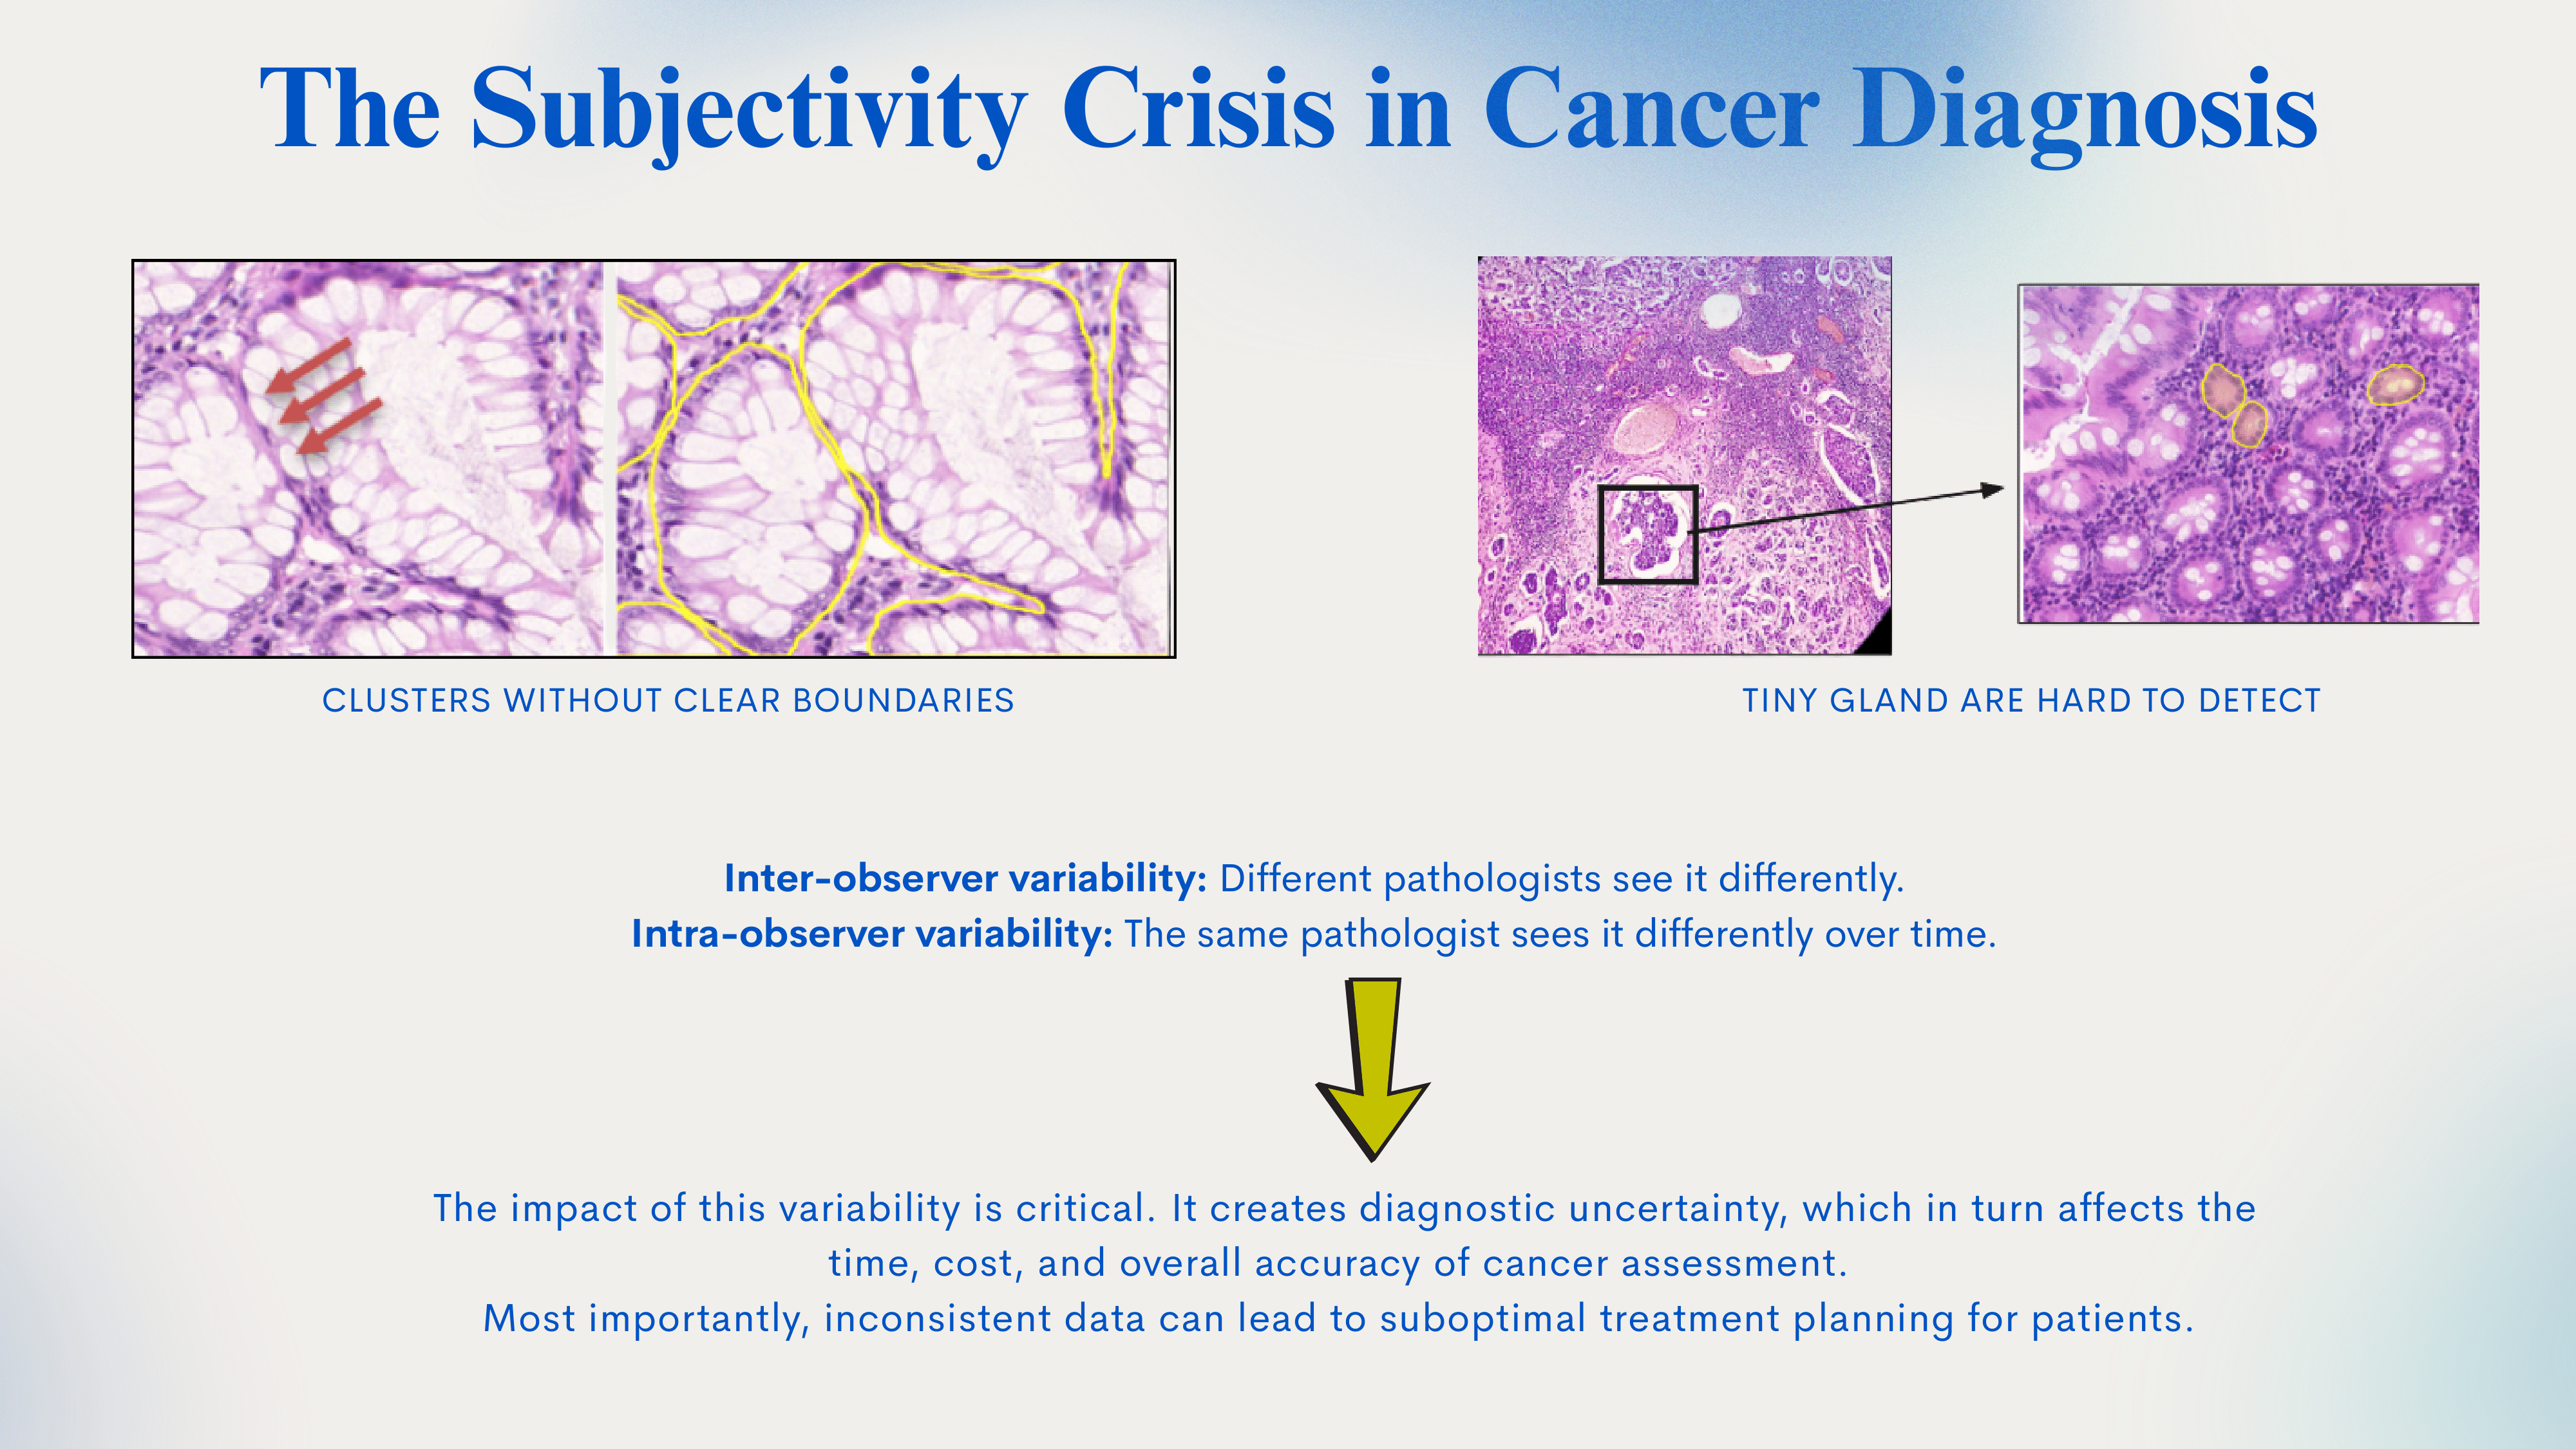 The Subjectivity Crisis in Cancer Diagnosis
CLUSTERS WITHOUT CLEAR BOUNDARIES
TINY GLAND ARE HARD TO DETECT
Inter-observer variability: Different pathologists see it differently.
Intra-observer variability: The same pathologist sees it differently over time.
The impact of this variability is critical. It creates diagnostic uncertainty, which in turn affects the
time, cost, and overall accuracy of cancer assessment.
Most importantly, inconsistent data can lead to suboptimal treatment planning for patients.